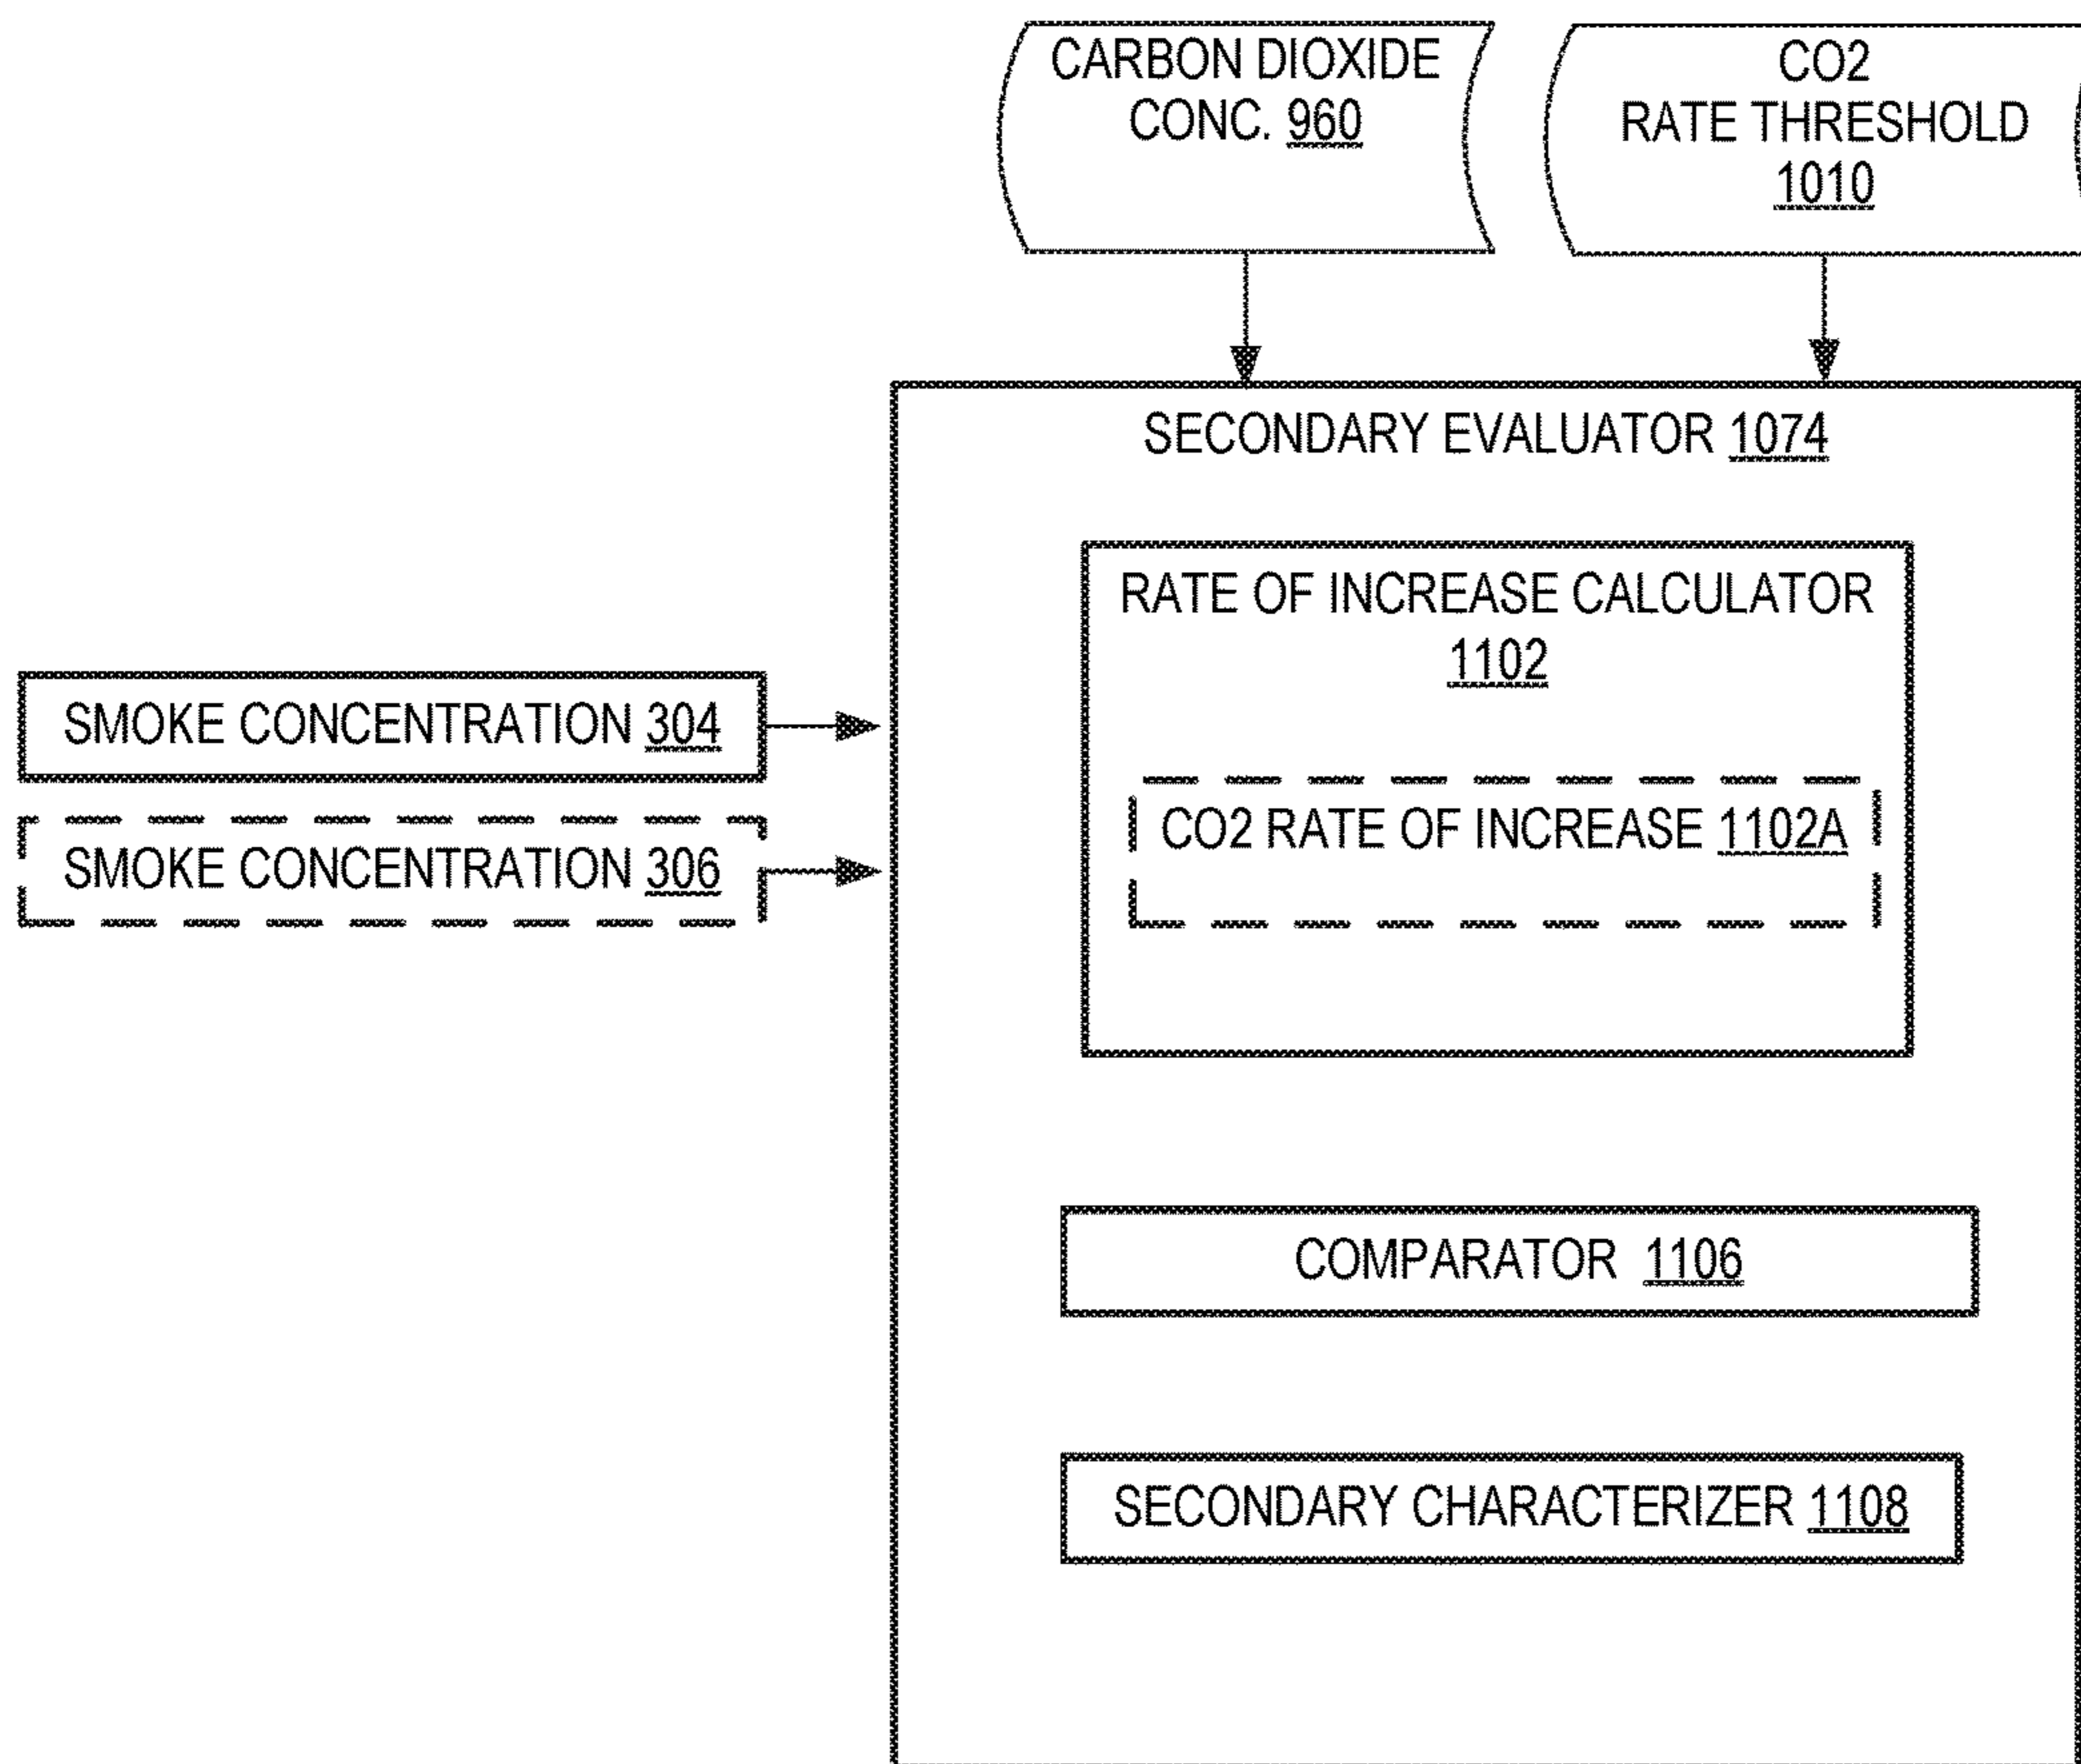 CARBON DIOXIDE
CONC. 960
CO2
RATE THRESHOLD
1010
SECONDARY EVALUATOR 1074
RATE OF INCREASE CALCULATOR
1102
SMOKE CONCENTRATION 304
CO2 RATE OF INCREASE 1102A
SMOKE CONCENTRATION 306
COMPARATOR 1106
SECONDARY CHARACTERIZER 1108